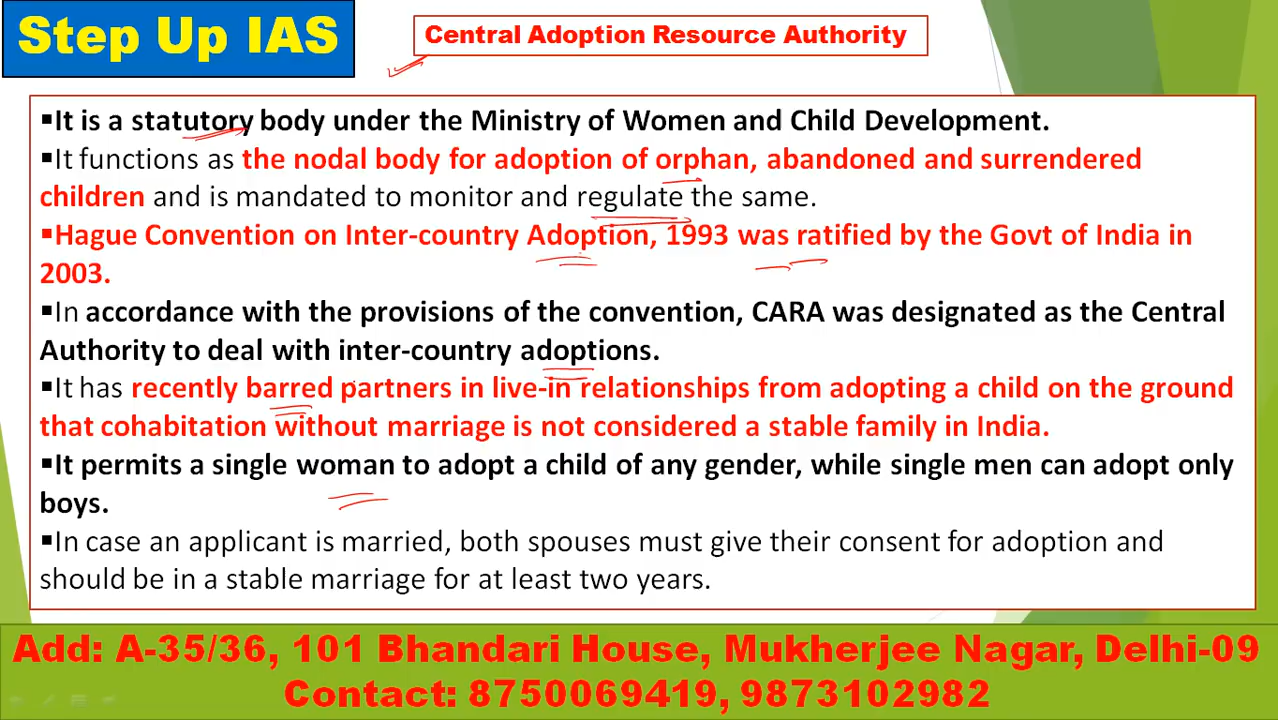 Step Up IAS
Central Adoption Resource Authority
▪It is a statutory body under the Ministry of Women and Child Development.
▪It functions as the nodal body for adoption of orphan, abandoned and surrendered
children and is mandated to monitor and regulate the same.
▪Hague Convention on Inter-country Adoption, 1993 was ratified by the Govt of India in
2003.
▪In accordance with the provisions of the convention, CARA was designated as the Central
Authority to deal with inter-country adoptions.
▪It has recently barred partners in live-in relationships from adopting a child on the ground
that cohabitation without marriage is not considered a stable family in India.
▪It permits a single woman to adopt a child of any gender, while single men can adopt only
boys.
▪In case an applicant is married, both spouses must give their consent for adoption and
should be in a stable marriage for at least two years.
Add: A-35/36, 101 Bhandari House, Mukherjee Nagar, Delhi-09
Contact: 8750069419, 9873102982